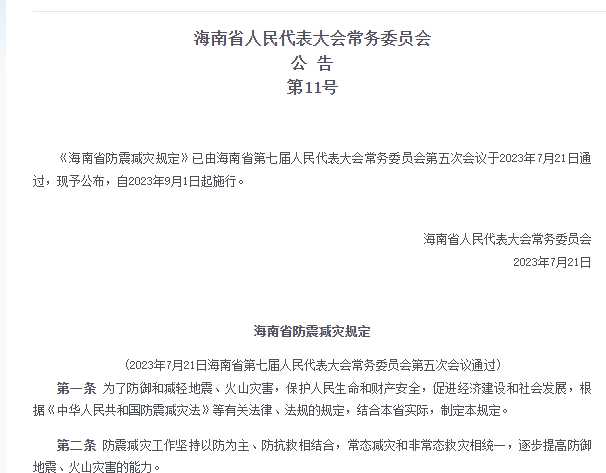 海南省人民代表大会常务委员会
公 告
第11号
《海南省防震减灾规定》已由海南省第七届人民代表大会常务委员会第五次会议于2023年7月21日通
过，现予公布，自2023年9月1日起施行。
海南省人民代表大会常务委员会
2023年7月21日
海南省防震减灾规定
(2023年7月21日海南省第七届人民代表大会常务委员会第五次会议通过)
第一条 为了防御和减轻地震、火山灾害，保护人民生命和财产安全，促进经济建设和社会发展，根
据《中华人民共和国防震减灾法》等有关法律、法规的规定，结合本省实际，制定本规定。
第二条 防震减灾工作坚持以防为主、防抗救相结合，常态减灾和非常态救灾相统一，逐步提高防御
地震、火山灾害的能力。